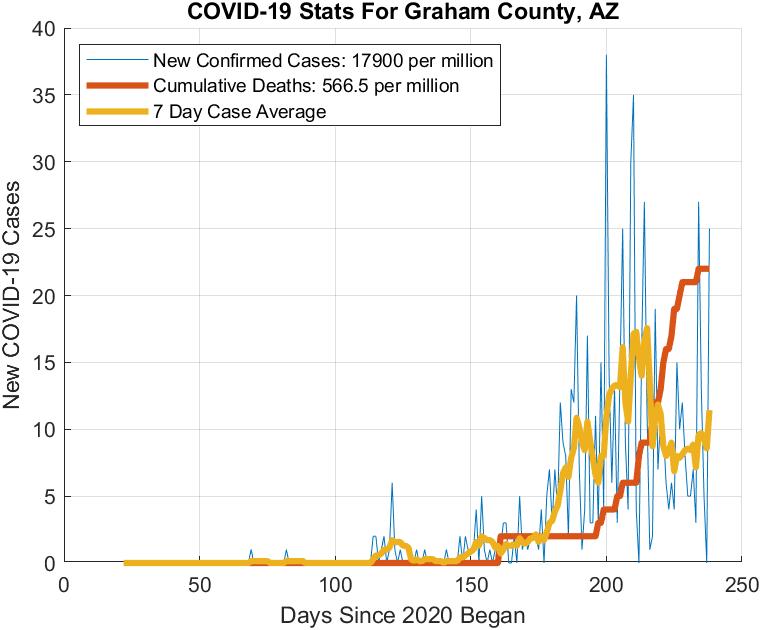 COVID-19 Stats For Graham County, AZ
New Confirmed Cases: 17900 per million
Cumulative Deaths: 566.5 per million
7 Day Case Average
New COVID-19 Cases
40
35
30
25
20
15
10
5
0
0 50 100 150 200 250
Days Since 2020 Began